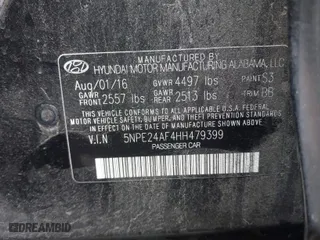 MANUFACTURED BY
HYUNDAI MOTOR MANUFACTURING ALABAMA, LLC
Aug/01/16 GVWR 4497 lbs PAINT S3
GAWR FRONT 2557 lbs GAWR REAR 2513 lbs TRIM BB
THIS VEHICLE CONFORMS TO ALL APPLICABLE FEDERAL
MOTOR VEHICLE SAFETY, BUMPER, AND THEFT PREVENTION
STANDARDS IN EFFECT ON THE DATE OF MANUFACTURE
SHOWN ABOVE.
V.I.N 5NPE24AF4HH479399
PASSENGER CAR
DREAMBID